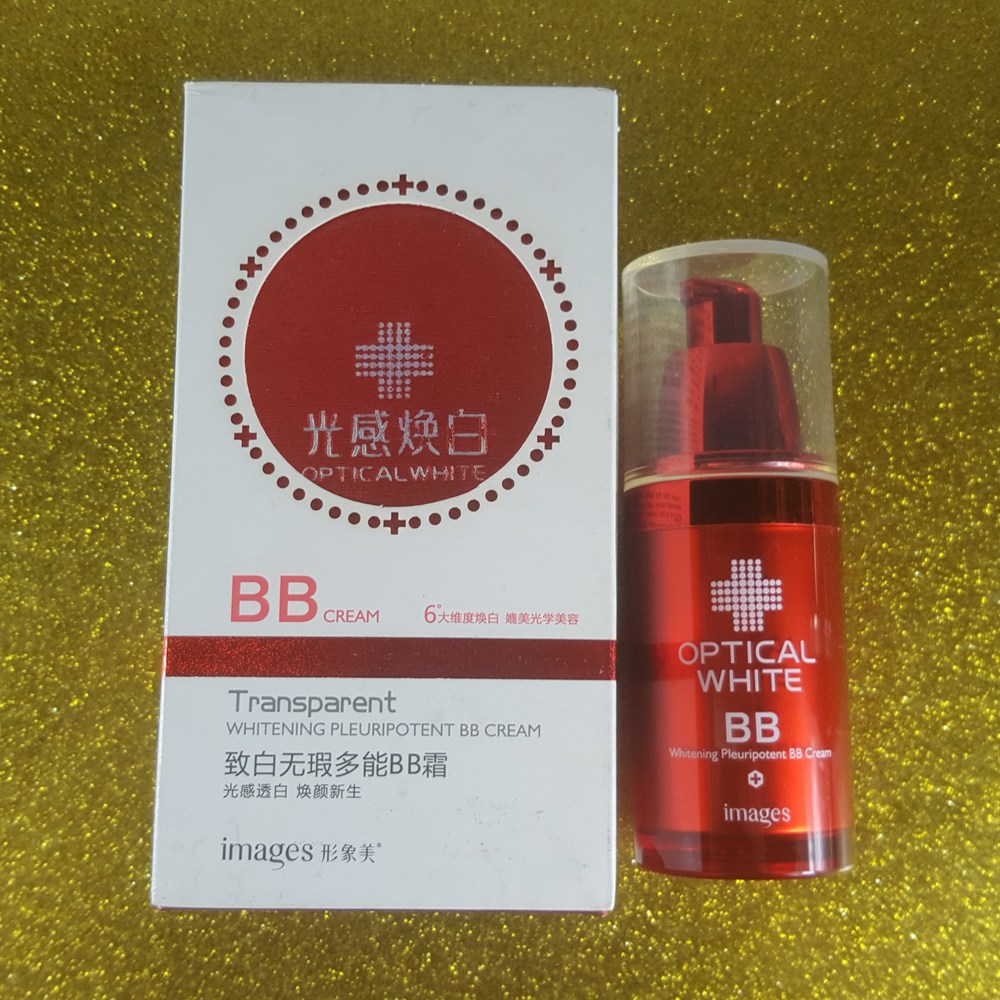 光感焕白
OPTICALWHITE
BB CREAM
6°大维度焕白 媲美光学美容
Transparent
WHITENING PLEURIPOTENT BB CREAM
致白无瑕多能BB霜
光感透白 焕颜新生
images 形象美®
OPTICAL
WHITE
BB
Whitening Pleuripotent BB Cream
images